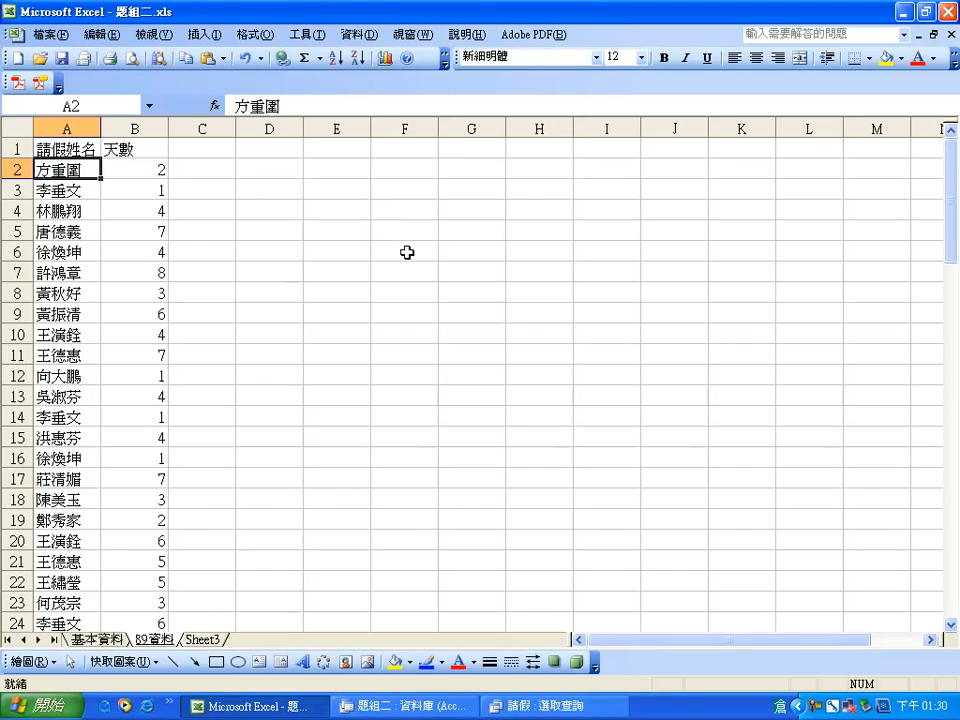 Microsoft Excel - 題組二.xls
檔案(F) 編輯(E) 檢視(V) 插入(I) 格式(O) 工具(T) 資料(D) 視窗(W) 說明(H) Adobe PDF(B) 輸入需要解答的問題
新細明體 12 B I U
A2 fx 方重圍
A B C D E F G H I J K L M
1 請假姓名 天數
2 方重圍 2
3 李垂文 1
4 林鵬翔 4
5 唐德義 7
6 徐煥坤 4
7 許鴻章 8
8 黃秋好 3
9 黃振清 6
10 王演銓 4
11 王德惠 7
12 向大鵬 1
13 吳淑芬 4
14 李垂文 1
15 洪惠芬 4
16 徐煥坤 1
17 莊清媚 7
18 陳美玉 3
19 鄭秀家 2
20 王演銓 6
21 王德惠 5
22 王繡瑩 5
23 何茂宗 3
24 李垂文 6
基本資料 89資料 Sheet3
繪圖(R) 快取圖案(U)
就緒 NUM
開始 Microsoft Excel - 題... 題組二 : 資料庫 (Acc... 請假 : 選取查詢 下午 01:30